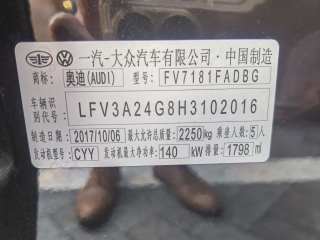 一汽-大众汽车有限公司·中国制造
商标: 奥迪(AUDI) 型号: FV7181FADBG
车辆识别代号: LFV3A24G8H3102016
制造日期: 2017/10/06 最大允许总质量: 2250kg 乘坐人数: 5人
发动机型号: CYY 发动机最大净功率: 140 kW 排量: 1798 ml